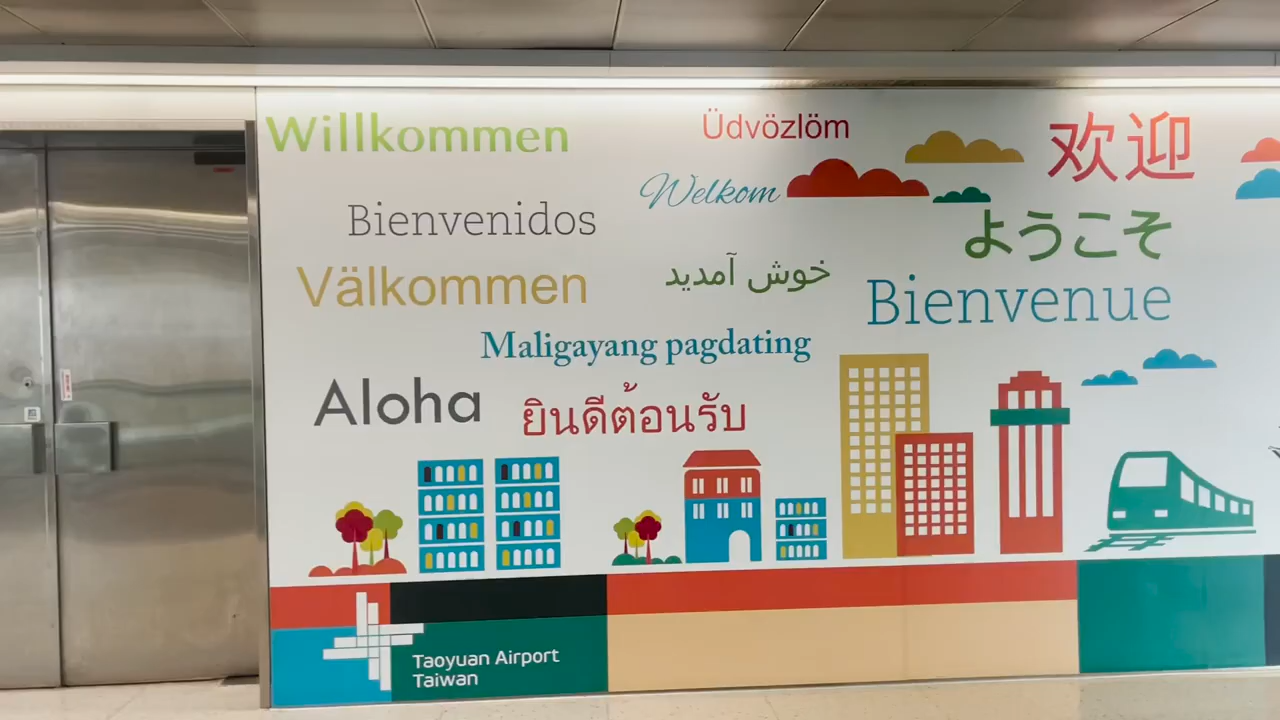 Willkommen
Üdvözlöm
欢迎
Welkom
Bienvenidos
ようこそ
Välkommen
خوش آمدید
Bienvenue
Maligayang pagdating
Aloha
ยินดีต้อนรับ
Taoyuan Airport
Taiwan